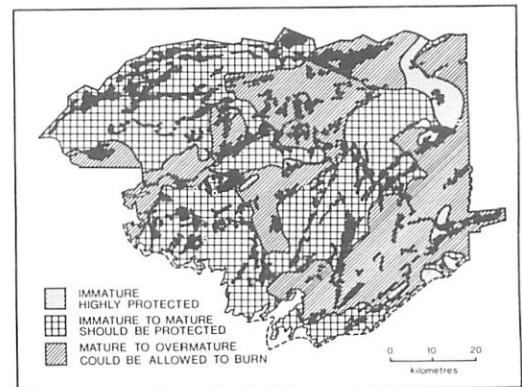 IMMATURE
HIGHLY PROTECTED
IMMATURE TO MATURE
SHOULD BE PROTECTED
MATURE TO OVERMATURE
COULD BE ALLOWED TO BURN
0 10 20
kilometres